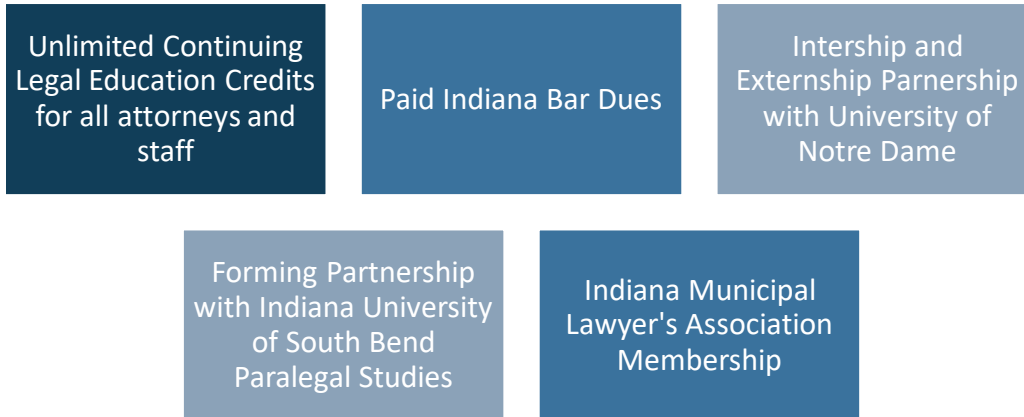 Unlimited Continuing
Legal Education Credits
for all attorneys and
staff
Paid Indiana Bar Dues
Intership and
Externship Parnership
with University of
Notre Dame
Forming Partnership
with Indiana University
of South Bend
Paralegal Studies
Indiana Municipal
Lawyer's Association
Membership